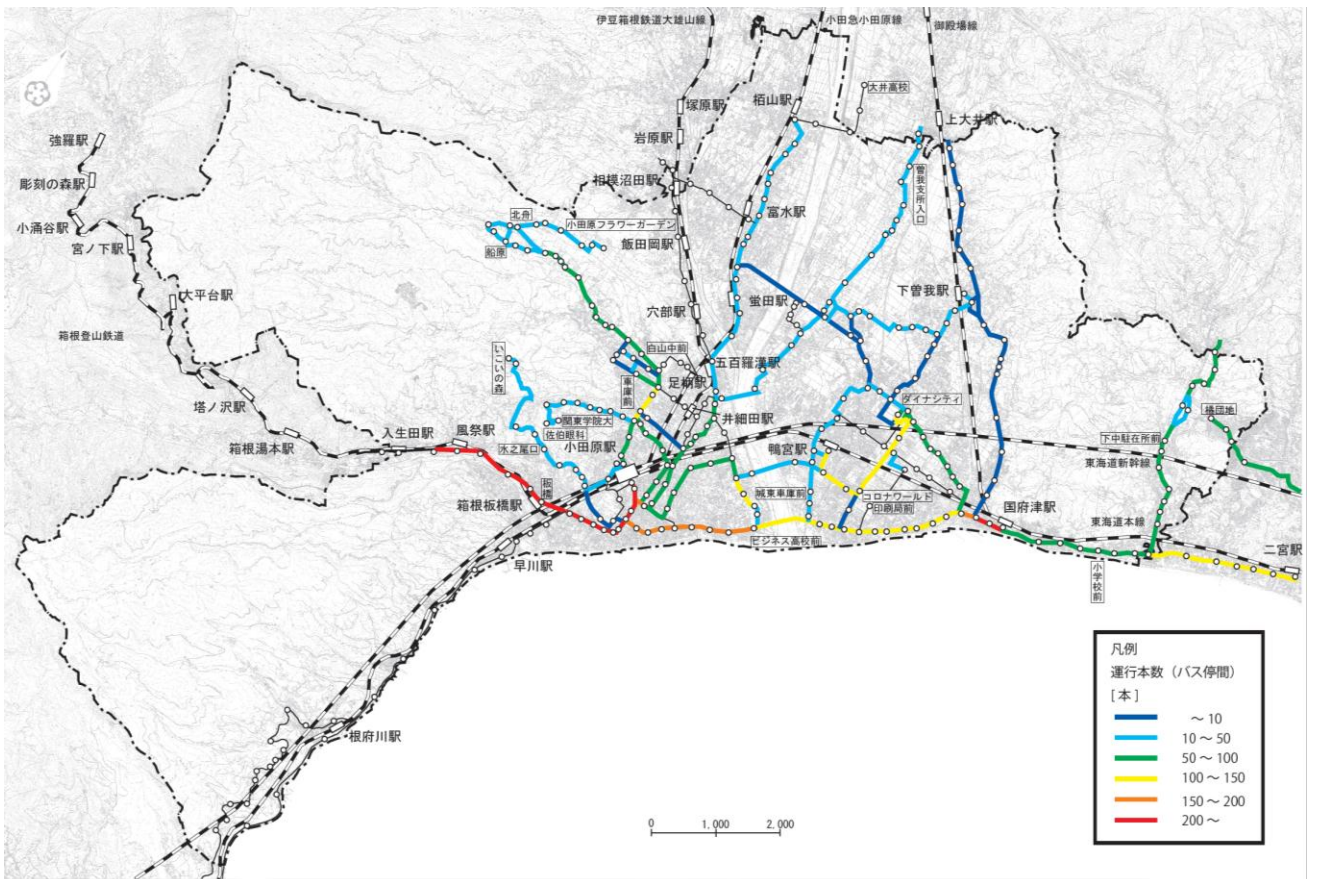 伊豆箱根鉄道大雄山線
小田急小田原線
御殿場線
大井高校
塚原駅
栢山駅
上大井駅
強羅駅
岩原駅
彫刻の森駅
相模沼田駅
曽我支所入口
小涌谷駅
北舟
小田原フラワーガーデン
富水駅
宮ノ下駅
船原
飯田岡駅
大平台駅
下曽我駅
蛍田駅
穴部駅
箱根登山鉄道
いこいの森
白山中前
五百羅漢駅
足柄駅
車庫前
ダイナシティ
橘団地
塔ノ沢駅
関東学院大
井細田駅
入生田駅
風祭駅
佐伯眼科
小田原駅
鴨宮駅
下中駐在所前
箱根湯本駅
水之尾口
東海道新幹線
板橋
城東車庫前
コロナワールド
印刷局前
箱根板橋駅
国府津駅
東海道本線
ビジネス高校前
二宮駅
早川駅
小学校前
根府川駅
凡例
運行本数（バス停間）
[本]
～10
10～50
50～100
100～150
150～200
200～
0 1,000 2,000